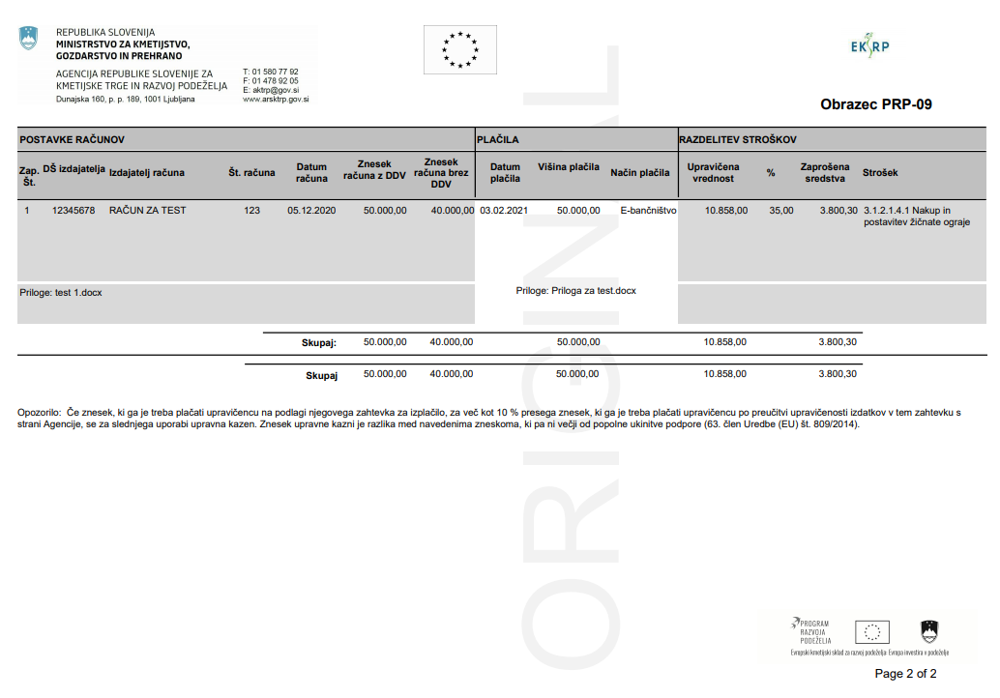 REPUBLIKA SLOVENIJA
MINISTRSTVO ZA KMETIJSTVO,
GOZDARSTVO IN PREHRANO
AGENCIJA REPUBLIKE SLOVENIJE ZA
KMETIJSKE TRGE IN RAZVOJ PODEŽELJA
Dunajska 160, p. p. 189, 1001 Ljubljana
T: 01 580 77 92
F: 01 478 92 05
E: aktrp@gov.si
www.arsktrp.gov.si
EKSRP
Obrazec PRP-09
POSTAVKE RAČUNOV PLAČILA RAZDELITEV STROŠKOV
Zap. Št. DŠ izdajatelja Izdajatelj računa Št. računa Datum računa Znesek računa z DDV Znesek računa brez DDV Datum plačila Višina plačila Način plačila Upravičena vrednost % Zaprošena sredstva Strošek
1 12345678 RAČUN ZA TEST 123 05.12.2020 50.000,00 40.000,00 03.02.2021 50.000,00 E-bančništvo 10.858,00 35,00 3.800,30 3.1.2.1.4.1 Nakup in
postavitev žičnate ograje
Priloge: test 1.docx Priloge: Priloga za test.docx
Skupaj: 50.000,00 40.000,00 50.000,00 10.858,00 3.800,30
Skupaj 50.000,00 40.000,00 50.000,00 10.858,00 3.800,30
Opozorilo: Če znesek, ki ga je treba plačati upravičencu na podlagi njegovega zahtevka za izplačilo, za več kot 10 % presega znesek, ki ga je treba plačati upravičencu po preučitvi upravičenosti izdatkov v tem zahtevku s
strani Agencije, se za slednjega uporabi upravna kazen. Znesek upravne kazni je razlika med navedenima zneskoma, ki pa ni večji od popolne ukinitve podpore (63. člen Uredbe (EU) št. 809/2014).
ORIGINAL
PROGRAM
RAZVOJA
PODEŽELJA
Evropski kmetijski sklad za razvoj podeželja: Evropa investira v podeželje
Page 2 of 2